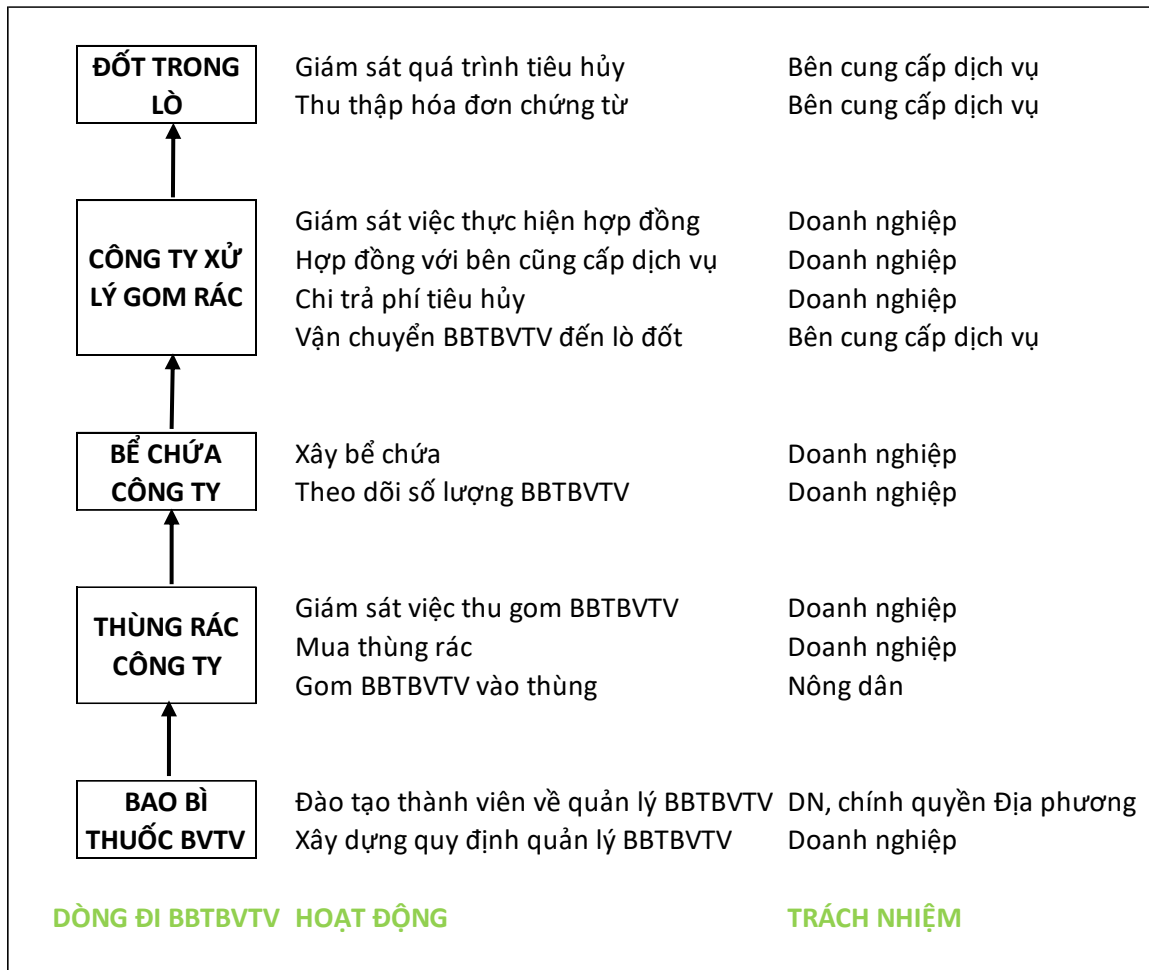 ĐỐT TRONG Giám sát quá trình tiêu hủy Bên cung cấp dịch vụ
LÒ Thu thập hóa đơn chứng từ Bên cung cấp dịch vụ
Giám sát việc thực hiện hợp đồng Doanh nghiệp
CÔNG TY XỬ Hợp đồng với bên cũng cấp dịch vụ Doanh nghiệp
LÝ GOM RÁC Chi trả phí tiêu hủy Doanh nghiệp
Vận chuyển BBTBVTV đến lò đốt Bên cung cấp dịch vụ
BỂ CHỨA Xây bể chứa Doanh nghiệp
CÔNG TY Theo dõi số lượng BBTBVTV Doanh nghiệp
Giám sát việc thu gom BBTBVTV Doanh nghiệp
THÙNG RÁC Mua thùng rác Doanh nghiệp
CÔNG TY Gom BBTBVTV vào thùng Nông dân
BAO BÌ Đào tạo thành viên về quản lý BBTBVTV DN, chính quyền Địa phương
THUỐC BVTV Xây dựng quy định quản lý BBTBVTV Doanh nghiệp
DÒNG ĐI BBTBVTV HOẠT ĐỘNG TRÁCH NHIỆM